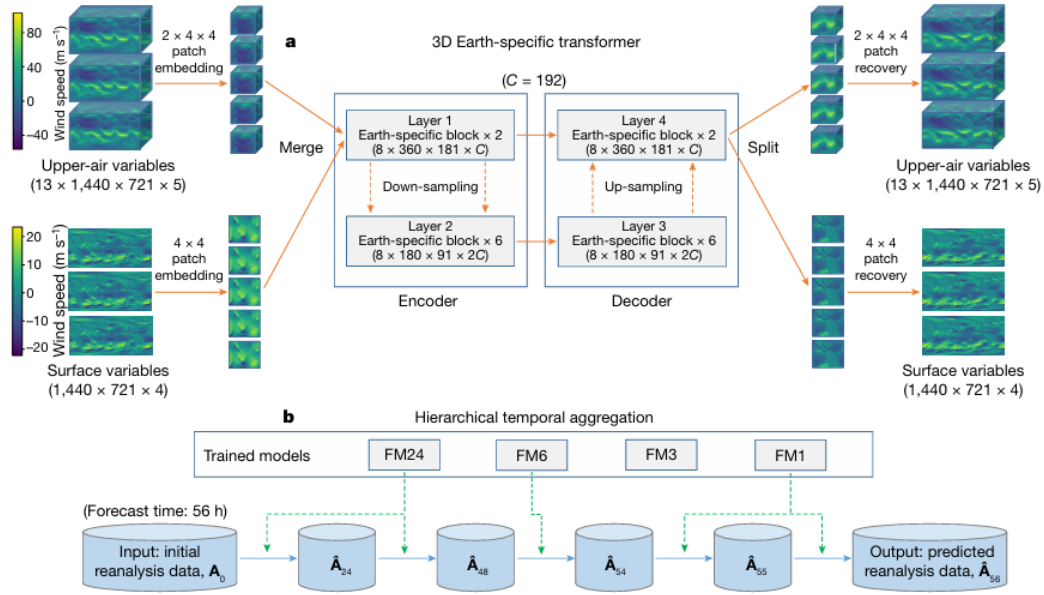 a
3D Earth-specific transformer
(C = 192)
80
40
0
−40
Wind speed (m s⁻¹)
2 × 4 × 4
patch
embedding
Upper-air variables
(13 × 1,440 × 721 × 5)
Merge
Layer 1
Earth-specific block × 2
(8 × 360 × 181 × C)
Down-sampling
Layer 2
Earth-specific block × 6
(8 × 180 × 91 × 2C)
Encoder
Layer 4
Earth-specific block × 2
(8 × 360 × 181 × C)
Up-sampling
Layer 3
Earth-specific block × 6
(8 × 180 × 91 × 2C)
Decoder
Split
2 × 4 × 4
patch
recovery
Upper-air variables
(13 × 1,440 × 721 × 5)
20
10
0
−10
−20
Wind speed (m s⁻¹)
4 × 4
patch
embedding
Surface variables
(1,440 × 721 × 4)
4 × 4
patch
recovery
Surface variables
(1,440 × 721 × 4)
b
Hierarchical temporal aggregation
Trained models
FM24
FM6
FM3
FM1
(Forecast time: 56 h)
Input: initial
reanalysis data, A₀
Â₂₄
Â₄₈
Â₅₄
Â₅₅
Output: predicted
reanalysis data, Â₅₆